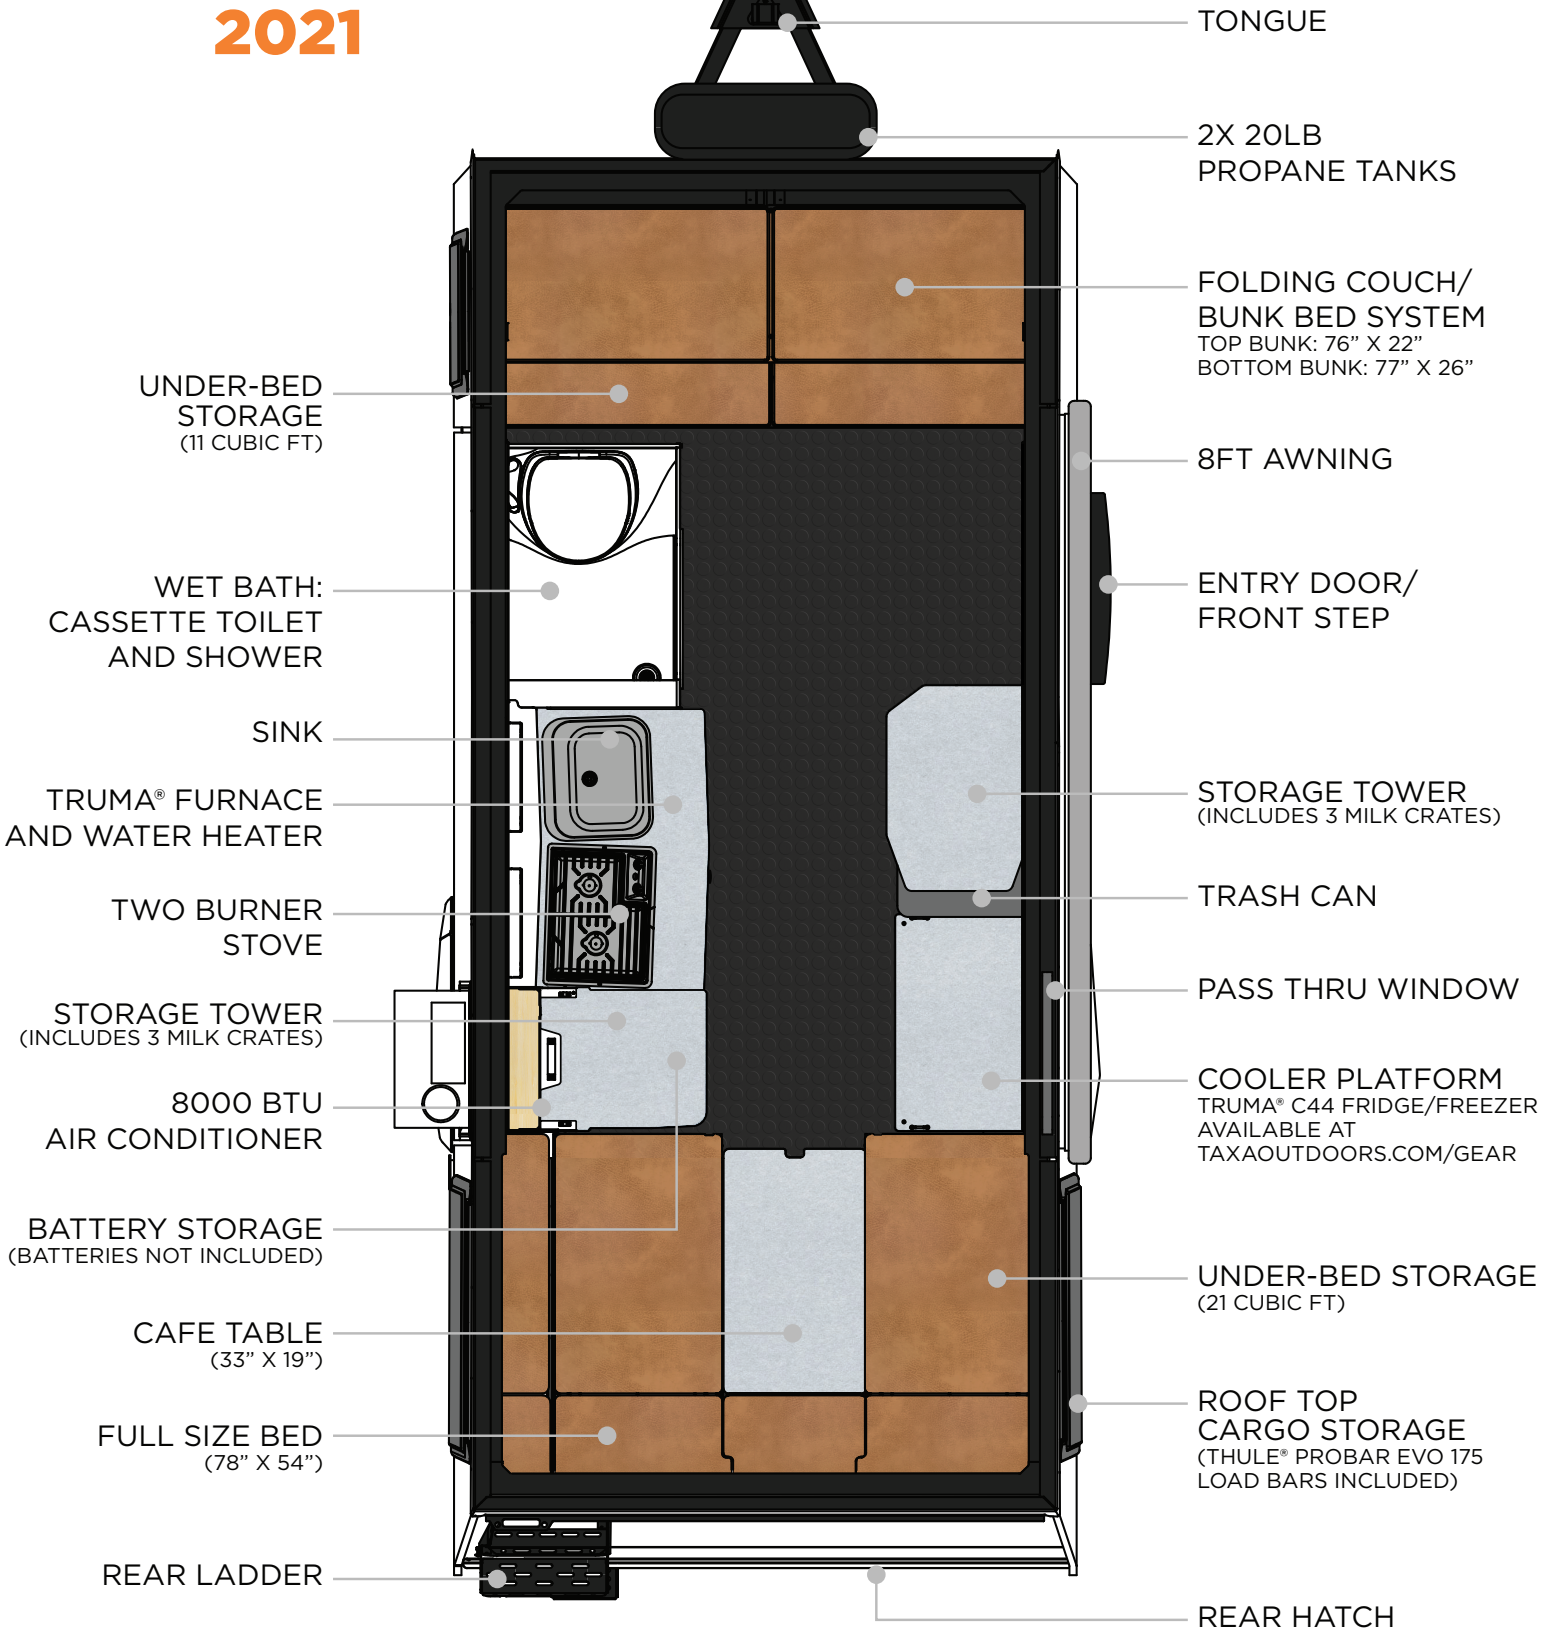 2021
TONGUE
2X 20LB
PROPANE TANKS
FOLDING COUCH/
BUNK BED SYSTEM
TOP BUNK: 76” X 22”
BOTTOM BUNK: 77” X 26”
UNDER-BED
STORAGE
(11 CUBIC FT)
8FT AWNING
WET BATH:
CASSETTE TOILET
AND SHOWER
ENTRY DOOR/
FRONT STEP
SINK
TRUMA® FURNACE
AND WATER HEATER
STORAGE TOWER
(INCLUDES 3 MILK CRATES)
TWO BURNER
STOVE
TRASH CAN
STORAGE TOWER
(INCLUDES 3 MILK CRATES)
PASS THRU WINDOW
8000 BTU
AIR CONDITIONER
COOLER PLATFORM
TRUMA® C44 FRIDGE/FREEZER
AVAILABLE AT
TAXAOUTDOORS.COM/GEAR
BATTERY STORAGE
(BATTERIES NOT INCLUDED)
UNDER-BED STORAGE
(21 CUBIC FT)
CAFE TABLE
(33” X 19”)
ROOF TOP
CARGO STORAGE
(THULE® PROBAR EVO 175
LOAD BARS INCLUDED)
FULL SIZE BED
(78” X 54”)
REAR LADDER
REAR HATCH